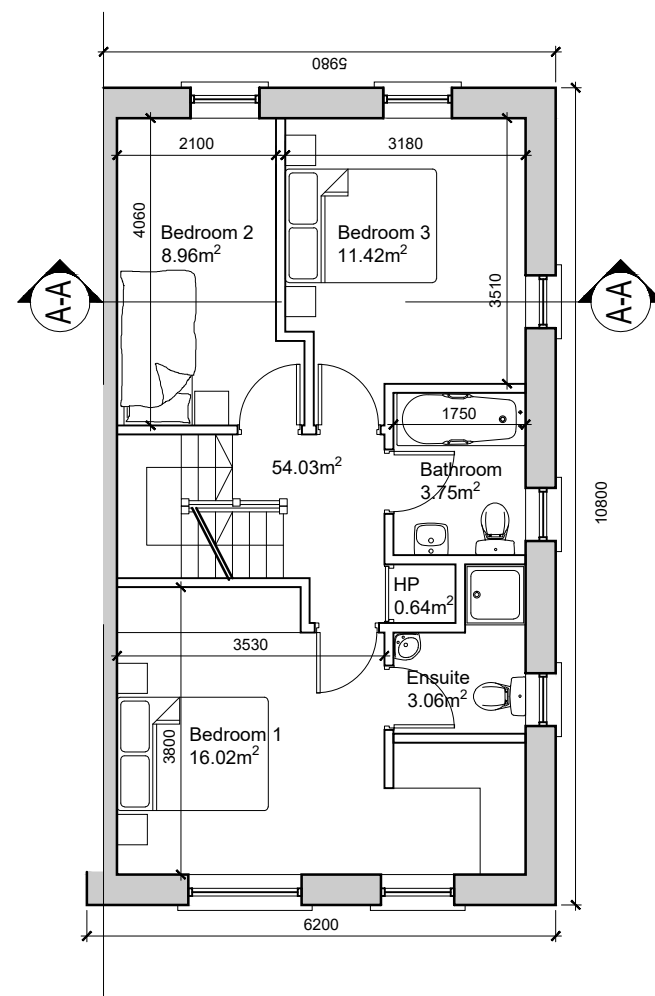 5980
2100
3180
4060
Bedroom 2
8.96m²
Bedroom 3
11.42m²
3510
A-A
A-A
1750
54.03m²
Bathroom
3.75m²
10800
HP
0.64m²
3530
Ensuite
3.06m²
Bedroom 1
16.02m²
3800
6200